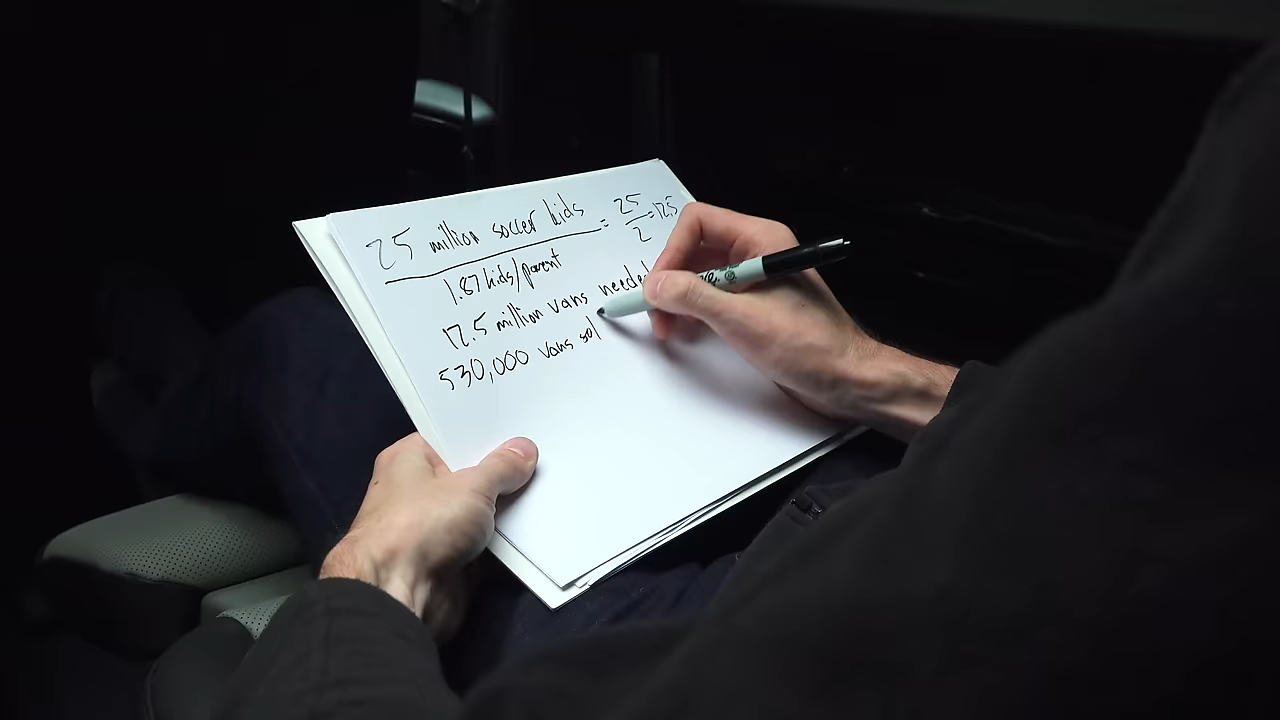 25 million soccer kids = 25
1.87 kids/parent
2 = 12.5
12.5 million vans needed
530,000 vans sol